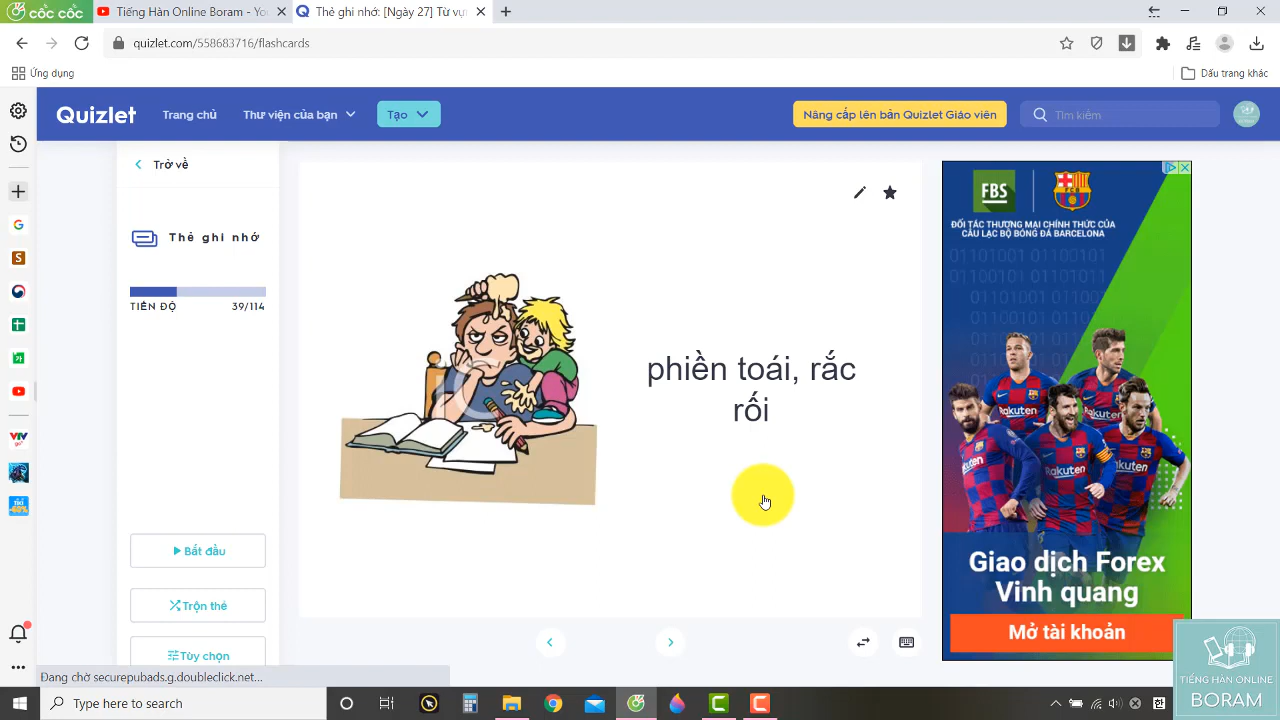 cốc cốc
Tiếng Hàn Online Boram - Yo
Thẻ ghi nhớ: [Ngày 27] Từ vự
quizlet.com/558683716/flashcards
Ứng dụng
Dấu trang khác
Quizlet
Trang chủ
Thư viện của bạn
Tạo
Nâng cấp lên bản Quizlet Giáo viên
Tìm kiếm
Trở về
Thẻ ghi nhớ
TIẾN ĐỘ
39/114
phiền toái, rắc
rối
Bắt đầu
Trộn thẻ
Tùy chọn
FBS
ĐỐI TÁC THƯƠNG MẠI CHÍNH THỨC CỦA
CÂU LẠC BỘ BÓNG ĐÁ BARCELONA
Rakuten
Rakuten
Rakuten
Rakuten
Giao dịch Forex
Vinh quang
Mở tài khoản
Đang chờ securepubads.g.doubleclick.net...
TIẾNG HÀN ONLINE
BORAM
Type here to search